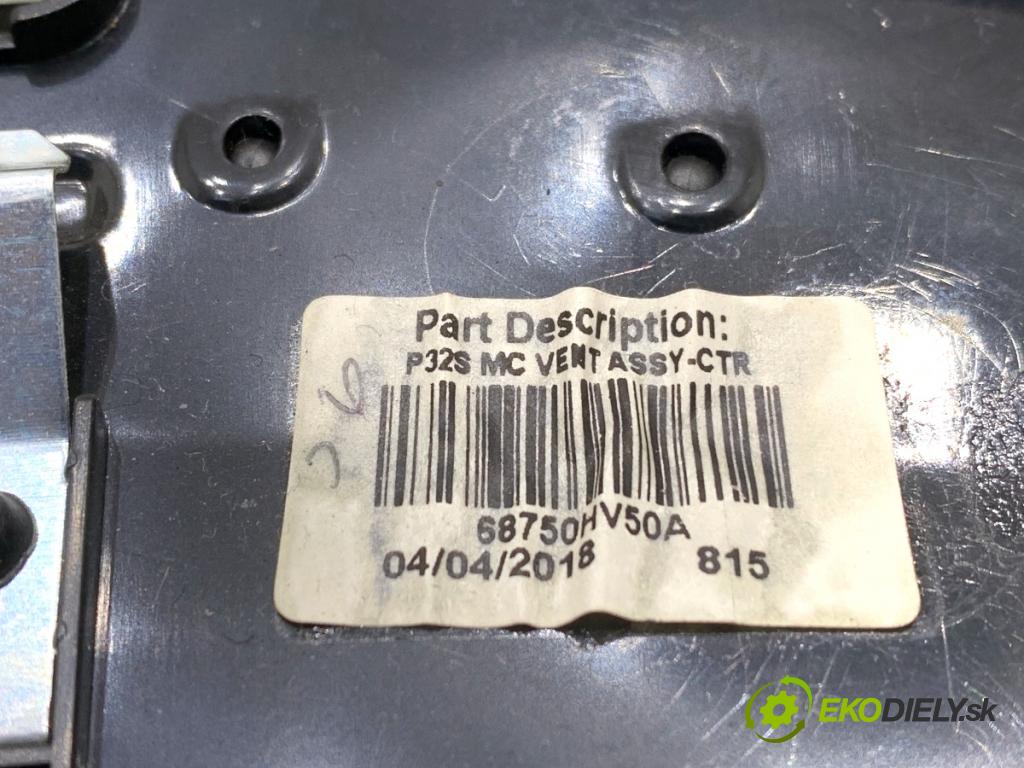 Part Description:
P32S MC VENT ASSY-CTR
68750HV50A
04/04/2018 815
EKODIELY.sk